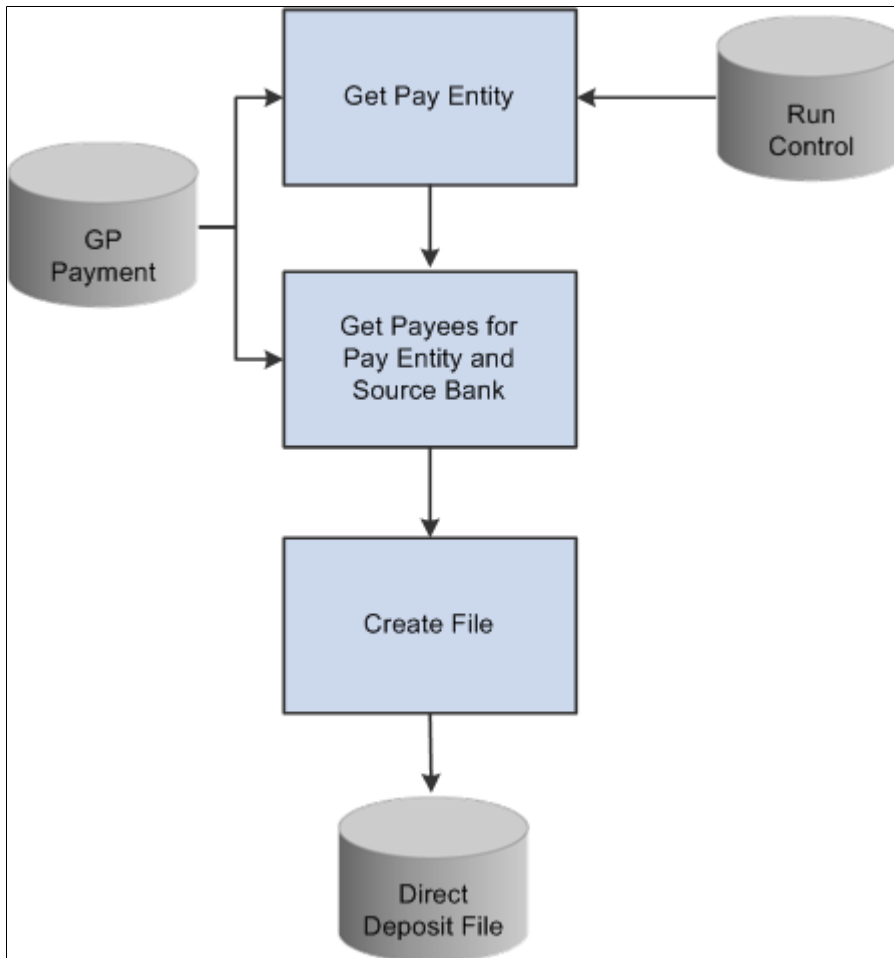 Get Pay Entity
Run
Control
GP
Payment
Get Payees for
Pay Entity and
Source Bank
Create File
Direct
Deposit File